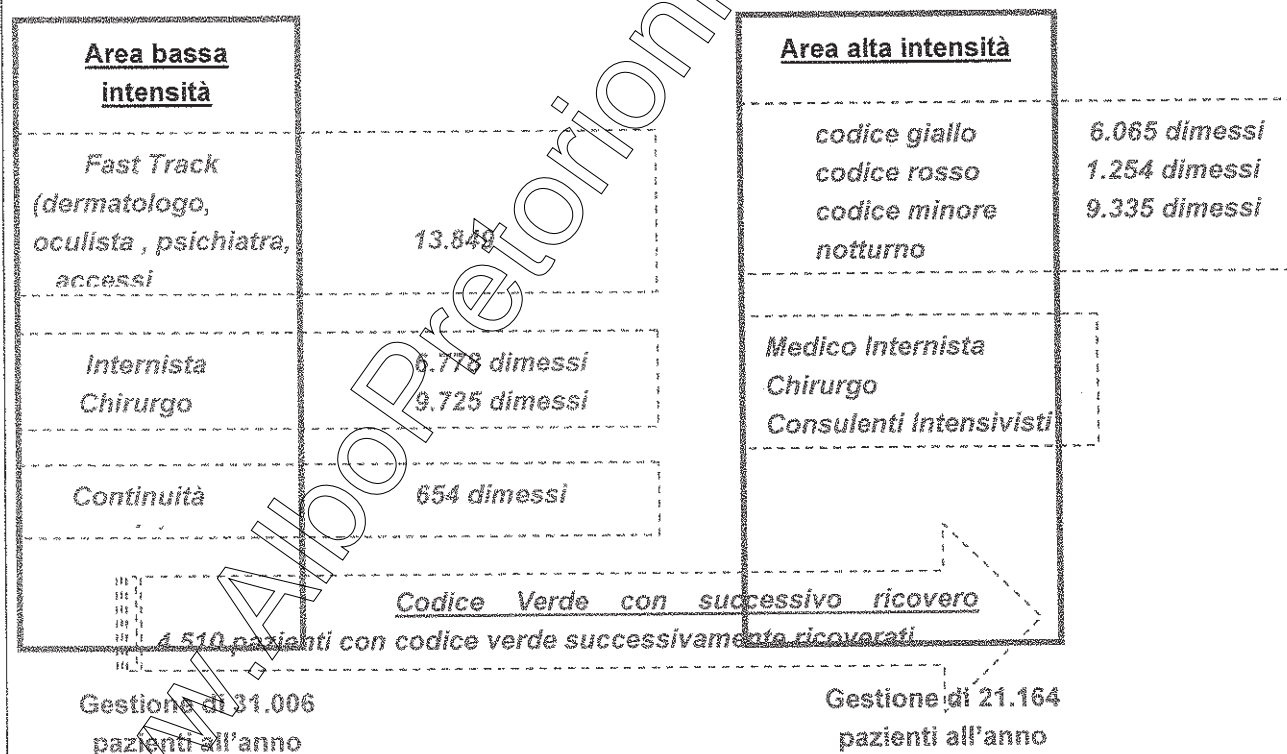 Area bassa
intensità
Fast Track
(dermatologo,
oculista , psichiatra,
accessi
13.849
Internista 6.778 dimessi
Chirurgo 9.725 dimessi
Continuità 654 dimessi
Area alta intensità
codice giallo 6.065 dimessi
codice rosso 1.254 dimessi
codice minore 9.335 dimessi
notturno
Medico Internista
Chirurgo
Consulenti Intensivisti
Codice Verde con successivo ricovero
4.510 pazienti con codice verde successivamente ricoverati
Gestione di 31.006
pazienti all'anno
Gestione di 21.164
pazienti all'anno
w.AlboPretorionl